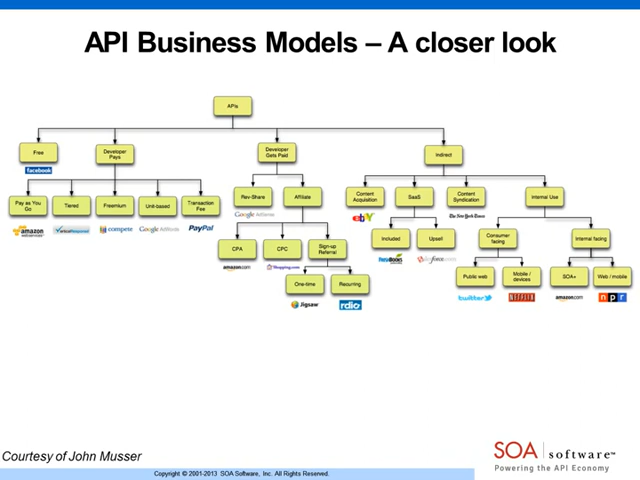 API Business Models – A closer look
APIs
Free
Developer
Pays
Developer
Gets Paid
Indirect
facebook
Pay as You
Go
Tiered
Freemium
Unit-based
Transaction
Fee
Rev-Share
Affiliate
Content
Acquisition
SaaS
Content
Syndication
Internal Use
amazon
webservices
VerticalResponse
compete
Google AdWords
PayPal
Google AdSense
ebY
The New York Times
CPA
CPC
Sign-up
Referral
Included
Upsell
Consumer
facing
Internal facing
amazon.com
Shopping.com
FreshBooks
force.com
One-time
Recurring
Public web
Mobile /
devices
SOA+
Web / mobile
Jigsaw
rdio
twitter
NETFLIX
amazon.com
npr
Courtesy of John Musser
SOA software™
Powering the API Economy
Copyright © 2001-2013 SOA Software, Inc. All Rights Reserved.